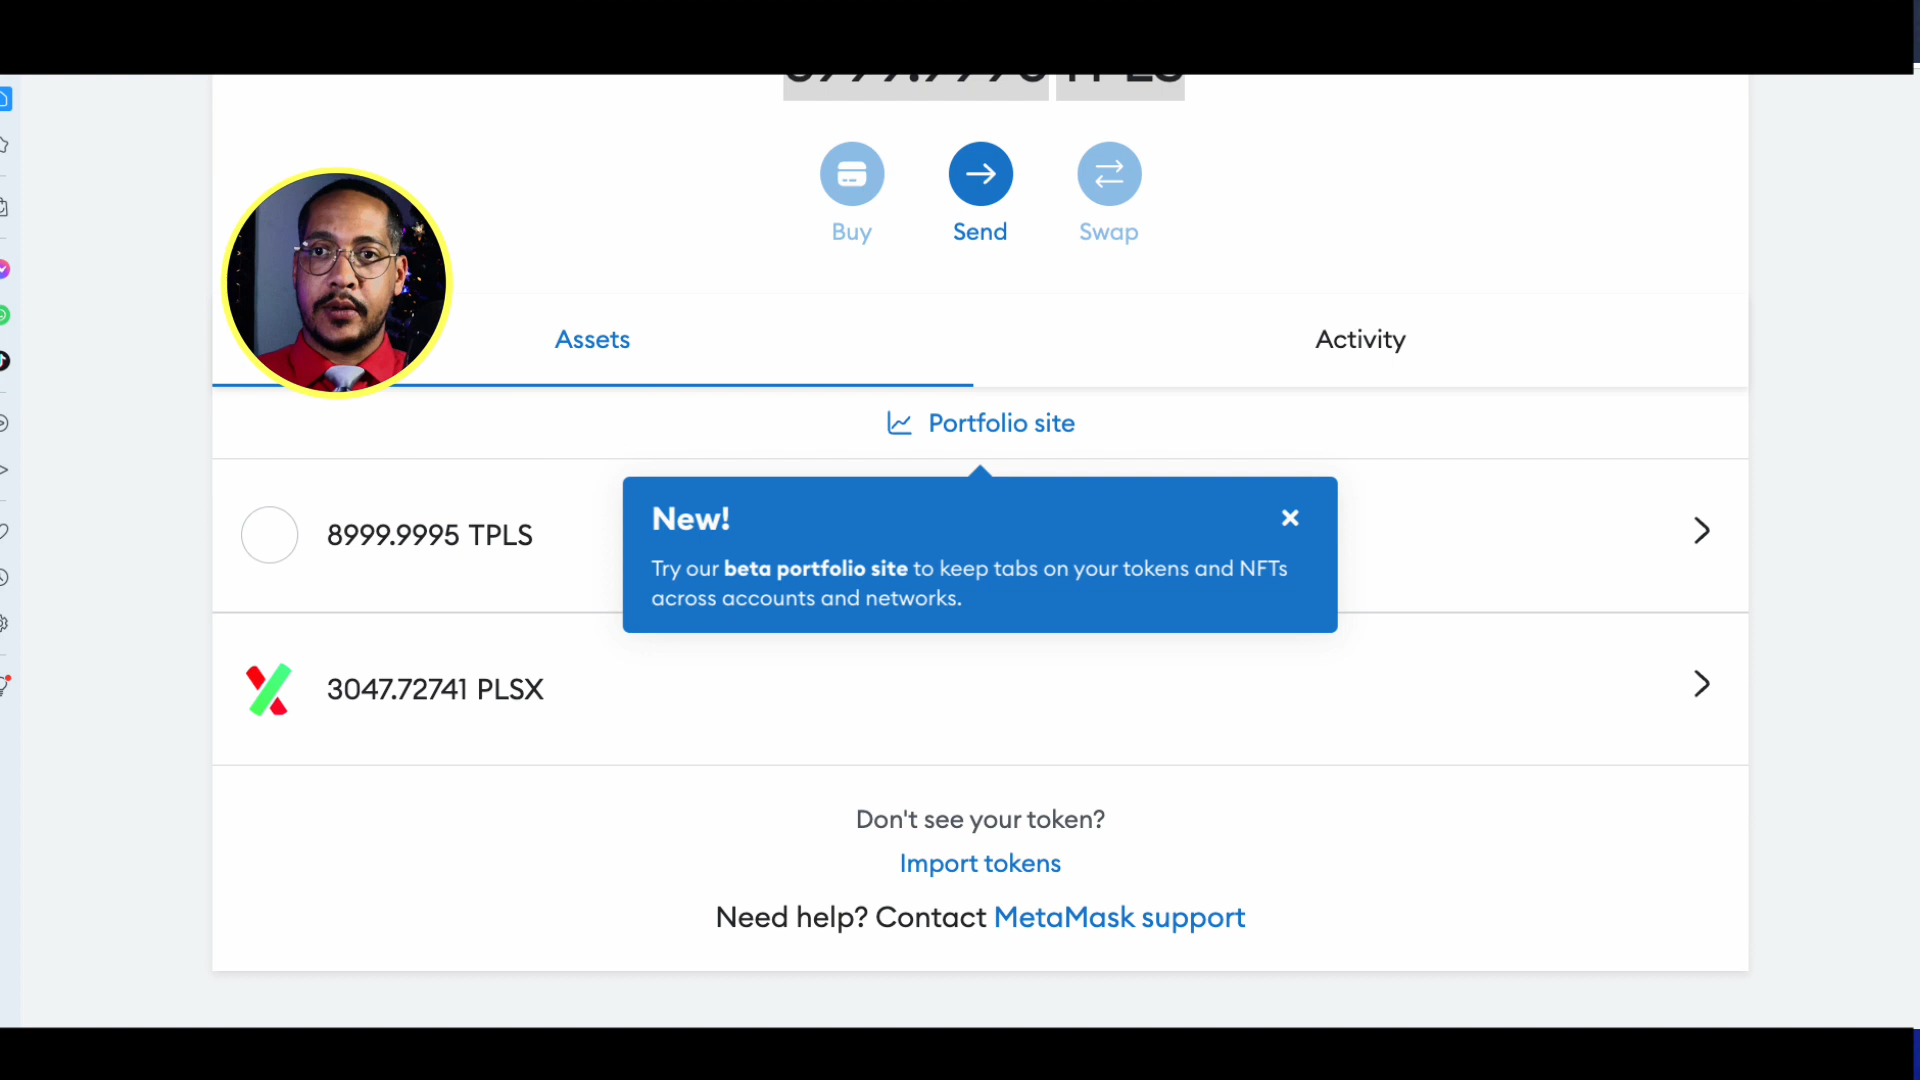 Buy
Send
Swap
Assets
Activity
Portfolio site
New!
Try our beta portfolio site to keep tabs on your tokens and NFTs
across accounts and networks.
8999.9995 TPLS
3047.72741 PLSX
Don't see your token?
Import tokens
Need help? Contact MetaMask support